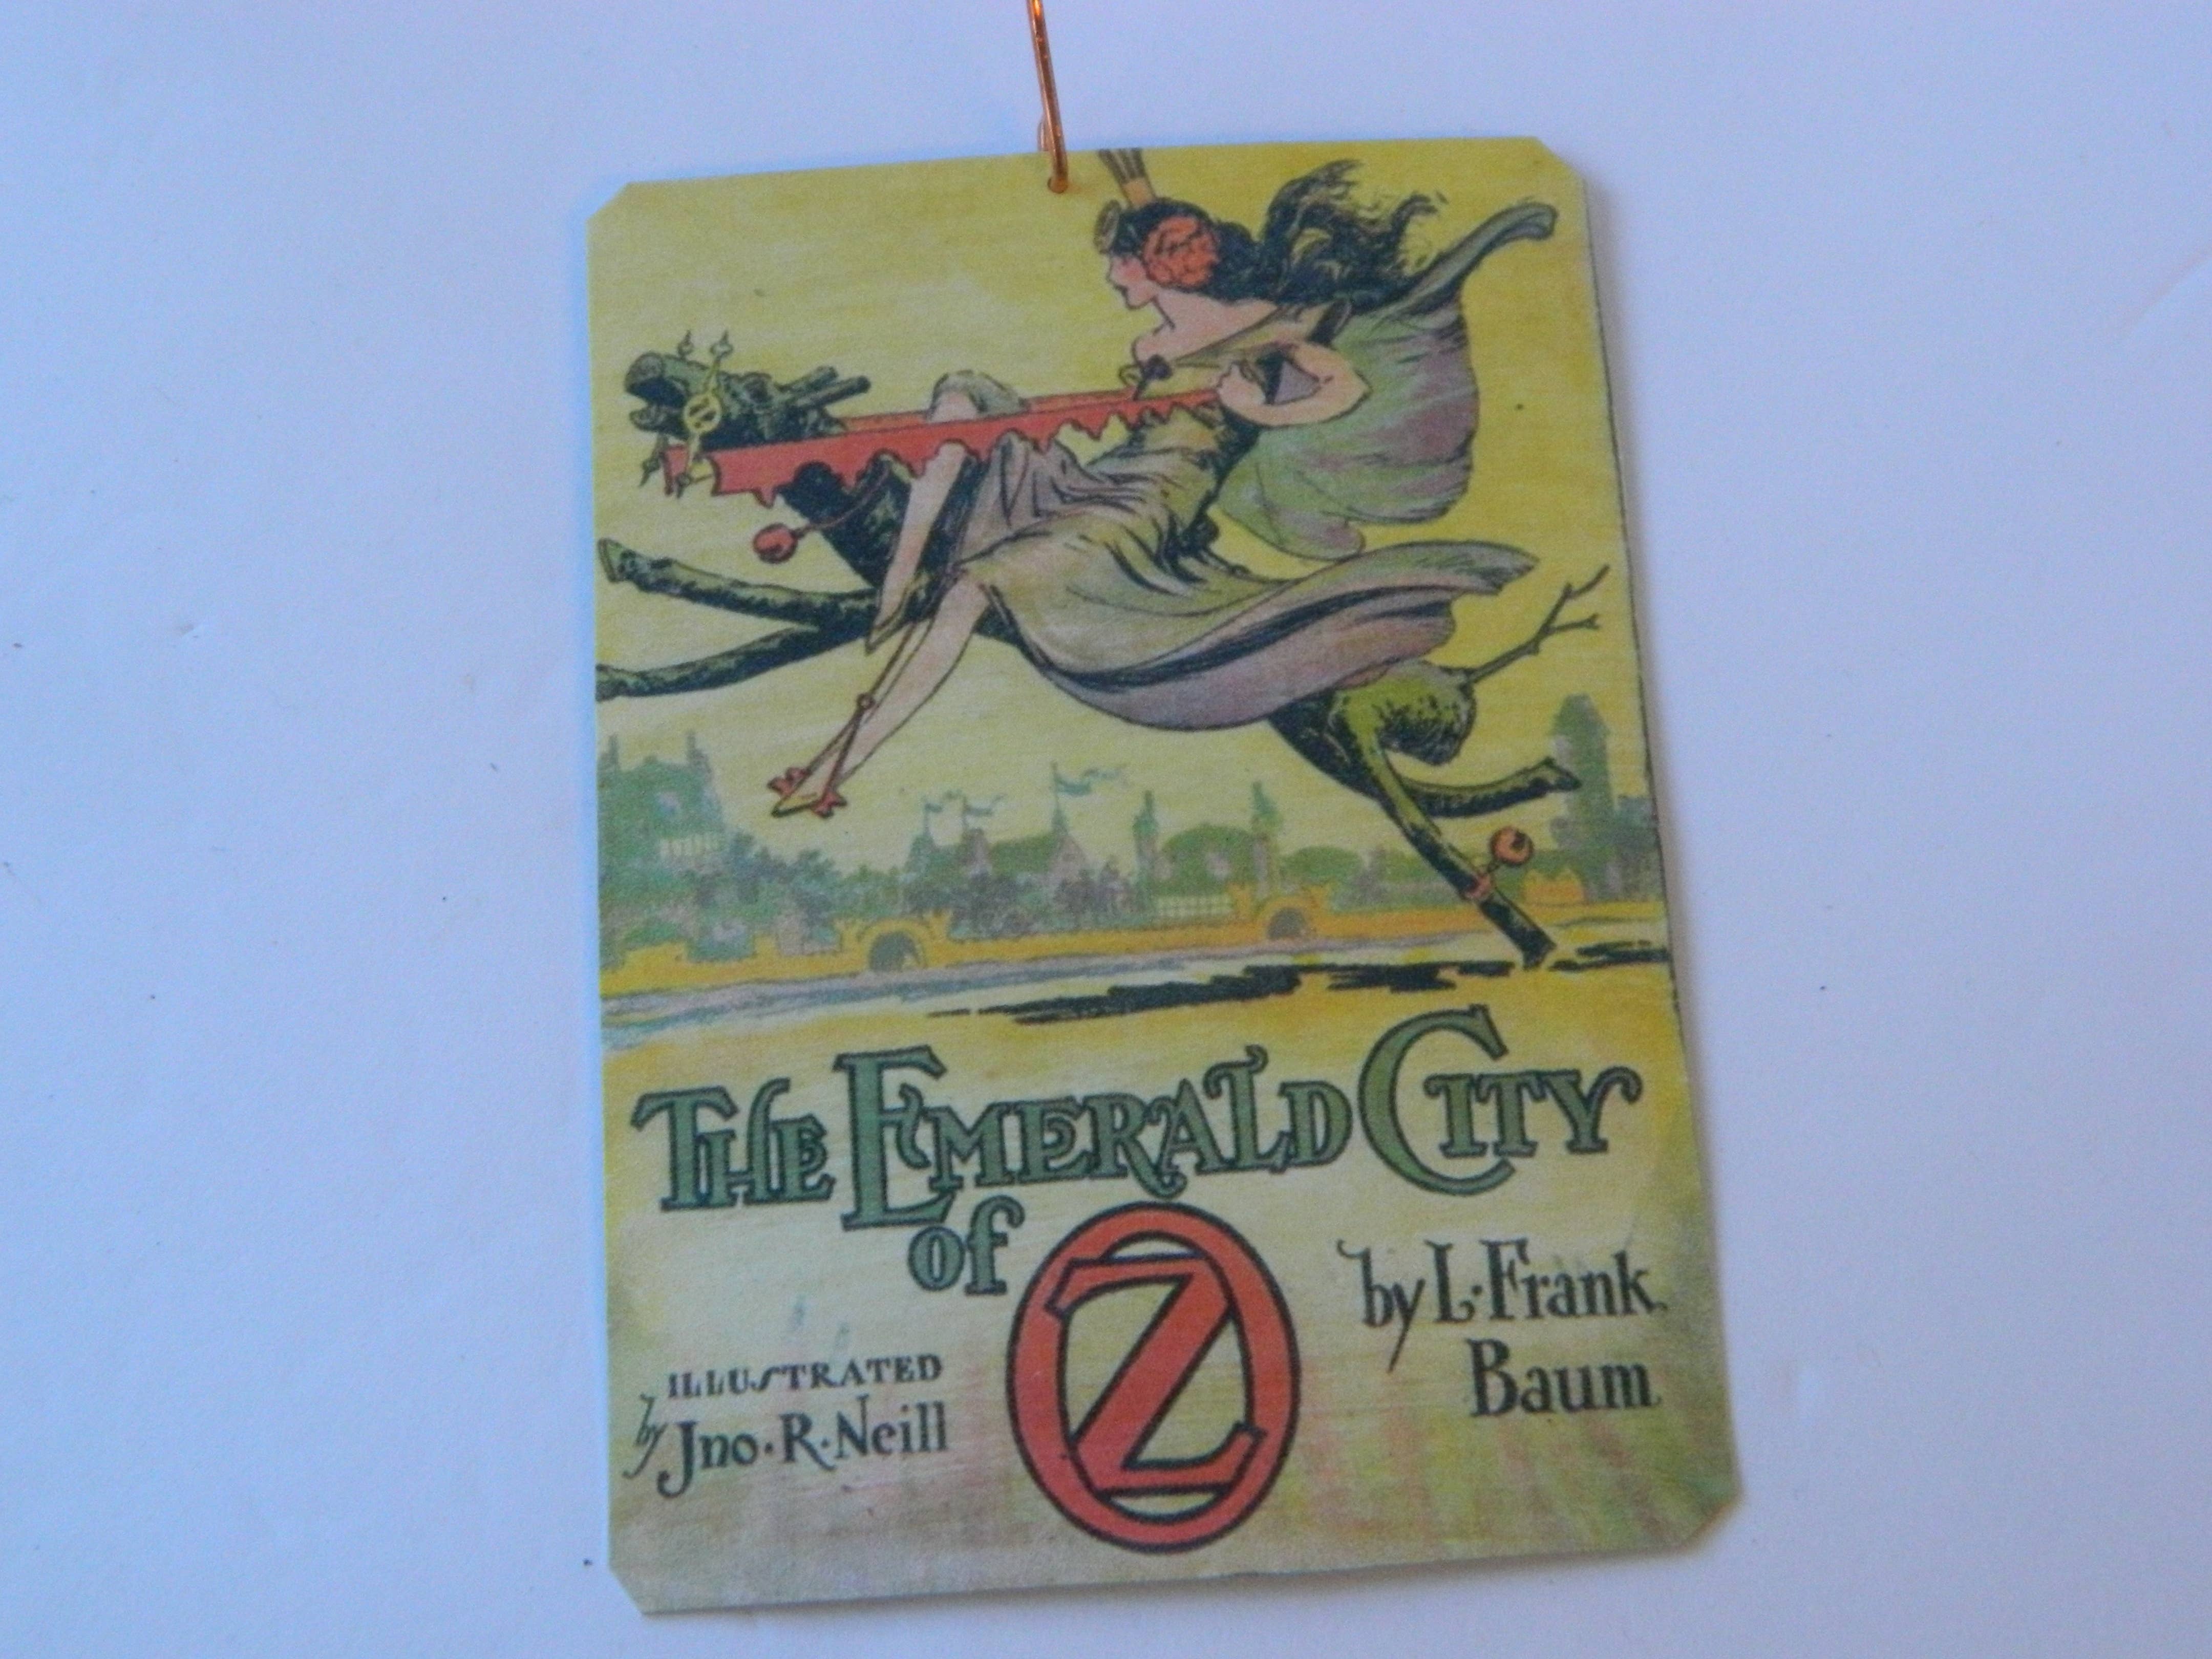 THE EMERALD CITY
of OZ
by L. Frank
Baum
ILLUSTRATED
by Jno. R. Neill